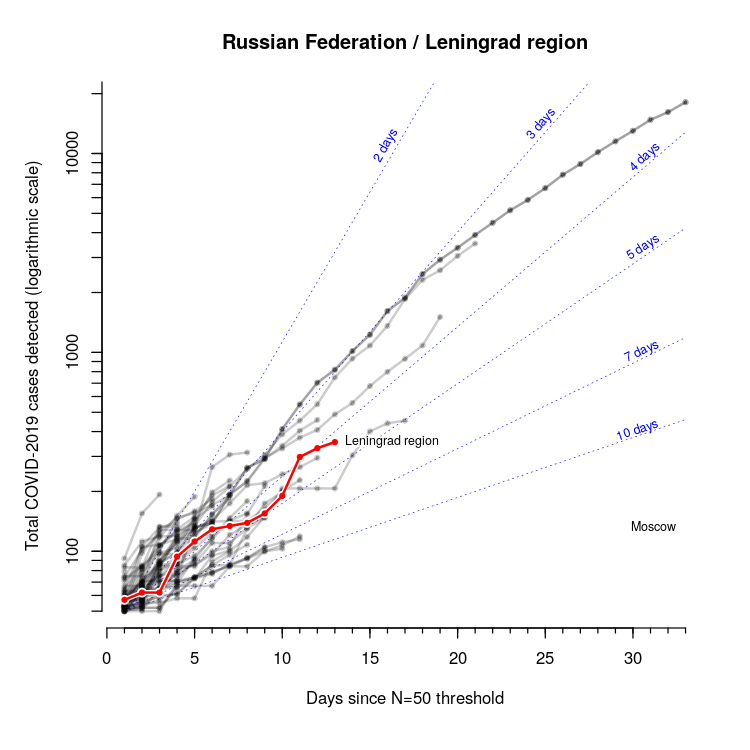 Russian Federation / Leningrad region
Total COVID-2019 cases detected (logarithmic scale)
10000
1000
100
2 days
3 days
4 days
5 days
7 days
10 days
Leningrad region
Moscow
0 5 10 15 20 25 30
Days since N=50 threshold